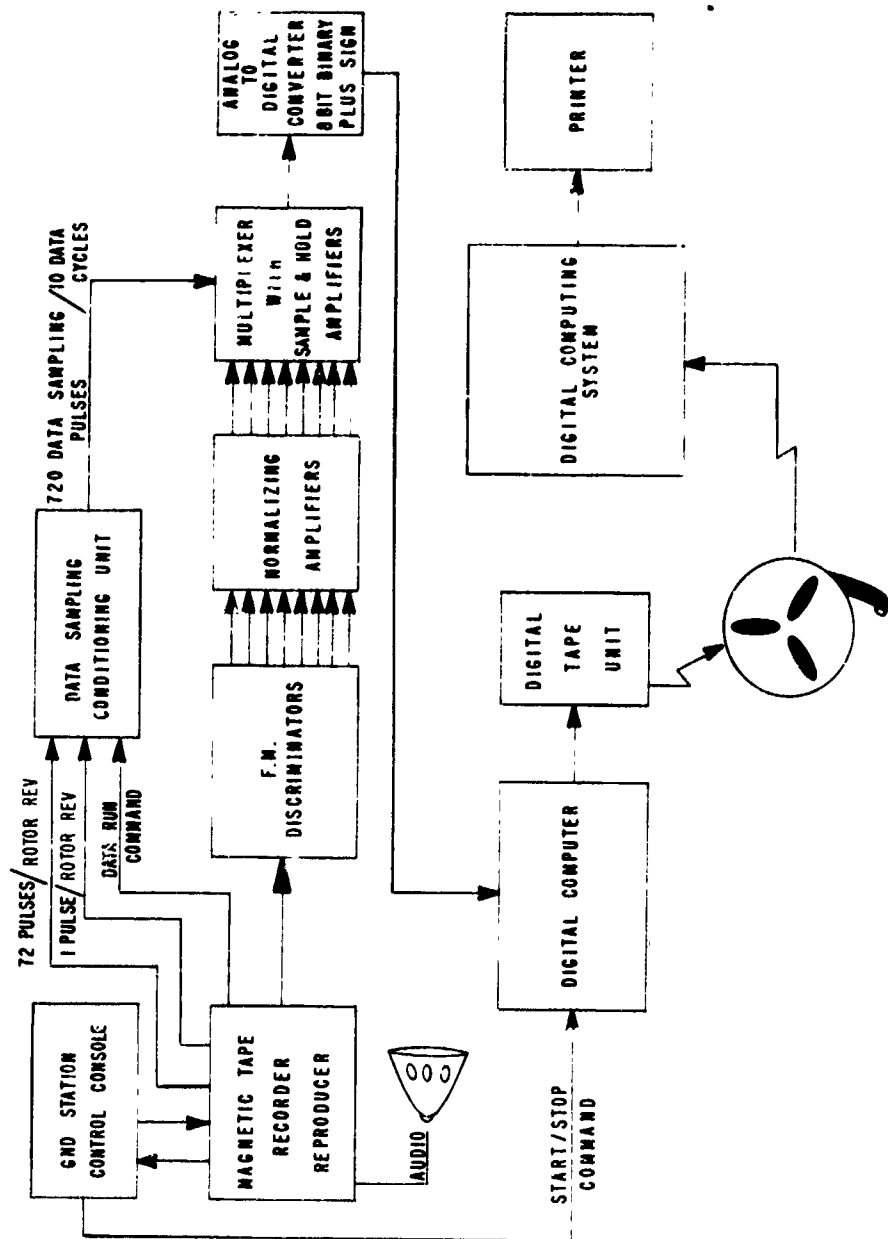 GND STATION
CONTROL CONSOLE
72 PULSES/ROTOR REV
1 PULSE/ROTOR REV
DATA RUN
COMMAND
DATA SAMPLING
CONDITIONING UNIT
720 DATA SAMPLING/10 DATA
PULSES
CYCLES
MAGNETIC TAPE
RECORDER
REPRODUCER
F.M.
DISCRIMINATORS
NORMALIZING
AMPLIFIERS
MULTIPLEXER
WITH
SAMPLE & HOLD
AMPLIFIERS
ANALOG
TO
DIGITAL
CONVERTER
8 BIT BINARY
PLUS SIGN
AUDIO
START/STOP
COMMAND
DIGITAL COMPUTER
DIGITAL
TAPE
UNIT
DIGITAL COMPUTING
SYSTEM
PRINTER